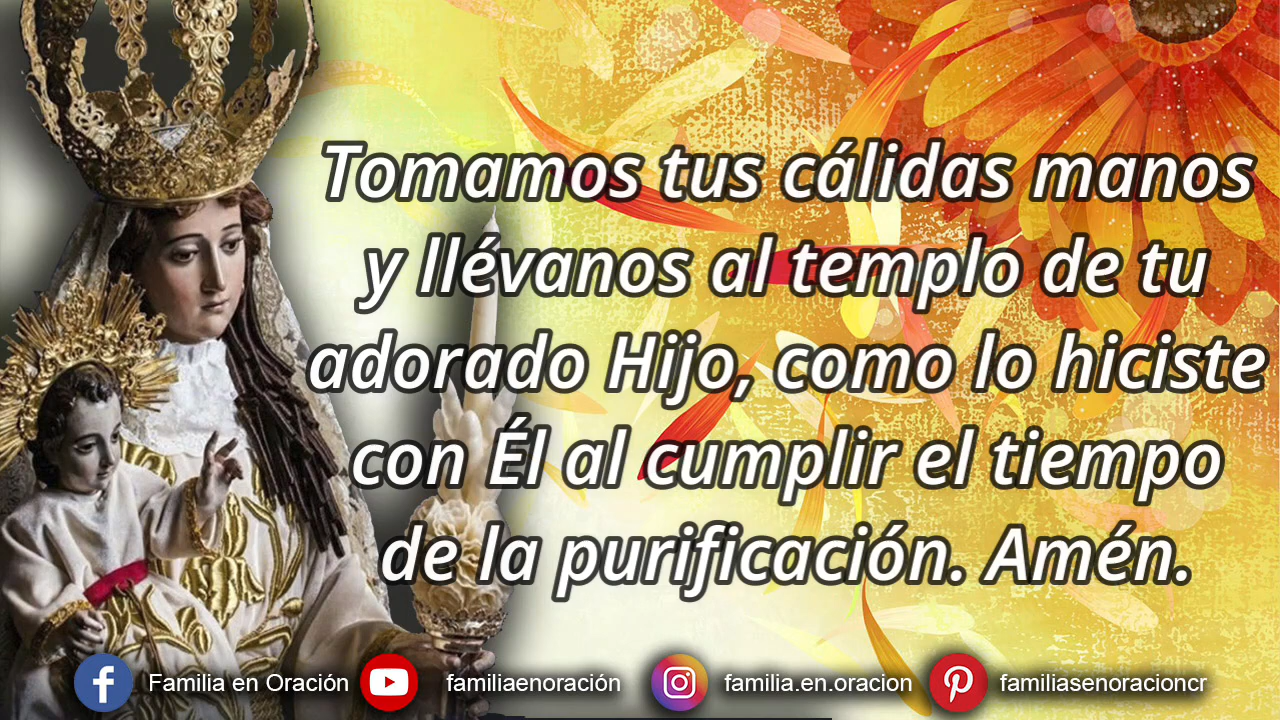 Tomamos tus cálidas manos
y llévanos al templo de tu
adorado Hijo, como lo hiciste
con Él al cumplir el tiempo
de la purificación. Amén.
Familia en Oración familiaenoración familia.en.oracion familiasenoracioncr